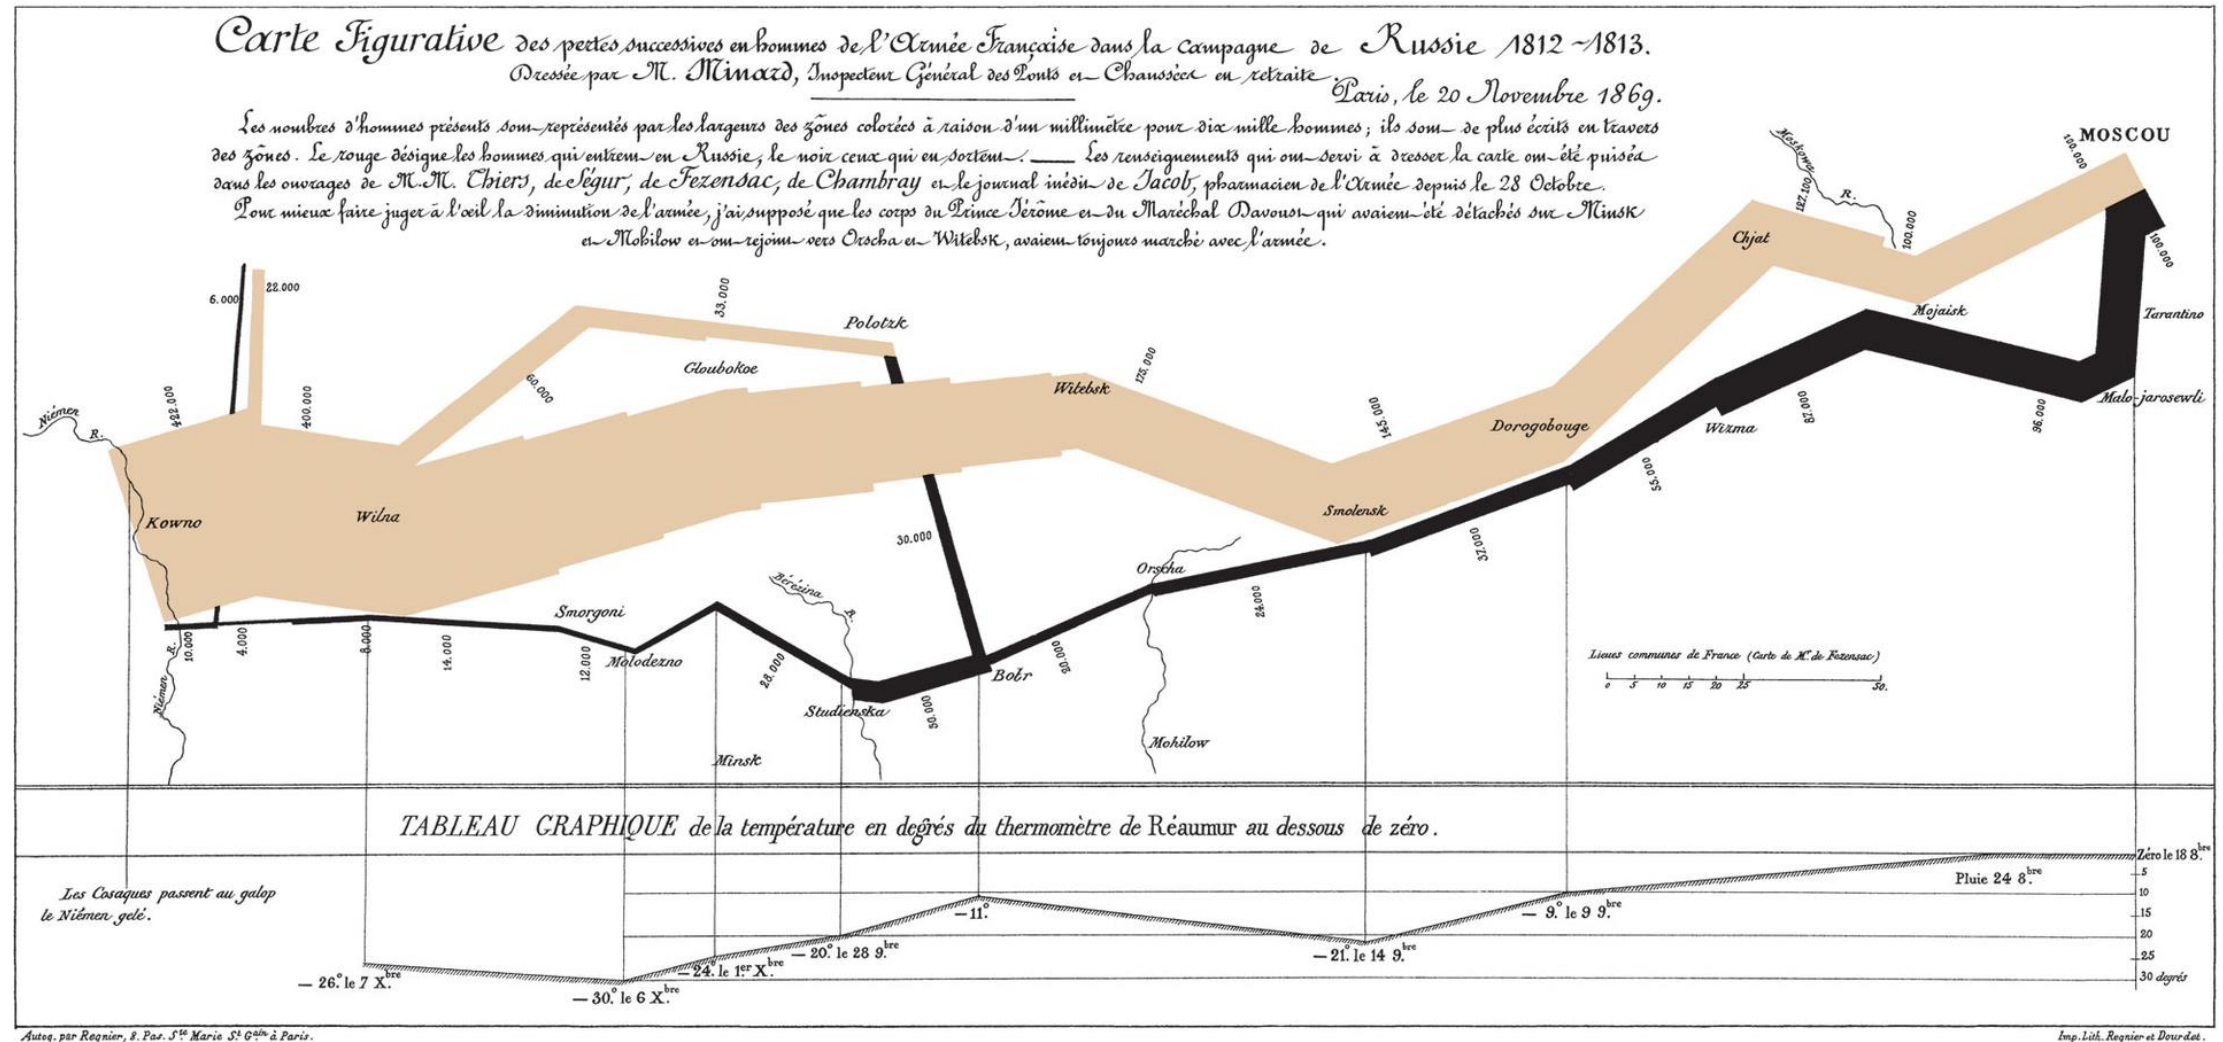 Carte Figurative des pertes successives en hommes de l'Armée Française dans la campagne de Russie 1812~1813.
Dressée par M. Minard, Inspecteur Général des Ponts et Chaussées en retraite.
Paris, le 20 Novembre 1869.
Les nombres d'hommes présents sont représentés par les largeurs des zônes colorées à raison d'un millimètre pour dix mille hommes; ils sont de plus écrits en travers
des zônes. Le rouge désigne les hommes qui entrent en Russie, le noir ceux qui en sortent. — Les renseignements qui ont servi à dresser la carte ont été puisés
dans les ouvrages de M.M. Thiers, de Ségur, de Fezensac, de Chambray et le journal inédit de Jacob, pharmacien de l'Armée depuis le 28 Octobre.
Pour mieux faire juger à l'œil la diminution de l'armée, j'ai supposé que les corps du Prince Jérôme et du Maréchal Davoust qui avaient été détachés sur Minsk
et Mohilow et ont rejoint vers Orscha et Witebsk, avaient toujours marché avec l'armée.
MOSCOU
100.000
Moskowa
R.
127.100
100.000
100.000
Chjat
Mojaisk
Tarantino
Malo-jarosewli
6.000
22.000
33.000
Polotzk
Gloubokoe
60.000
422.000
400.000
Niémen
R.
Kowno
Wilna
Witebsk
175.000
145.000
Dorogobouge
Smolensk
Wizma
87.000
96.000
55.000
37.000
30.000
Orscha
24.000
Bérézina
R.
Smorgoni
Molodezno
10.000
4.000
8.000
14.000
12.000
28.000
Studienska
50.000
Bobr
20.000
Mohilow
Minsk
Niémen
R.
Lieues communes de France (Carte de M. de Fezensac)
0 5 10 15 20 25 50.
TABLEAU GRAPHIQUE de la température en degrés du thermomètre de Réaumur au dessous de zéro.
Les Cosaques passent au galop
le Niémen gelé.
Zéro le 18 8.bre
Pluie 24 8.bre
5
10
15
20
25
30 degrés
— 9.° le 9 9.bre
— 21.° le 14 9.bre
— 11.°
— 20.° le 28 9.bre
— 24.° le 1er X.bre
— 30.° le 6 X.bre
— 26.° le 7 X.bre
Autog. par Regnier, 8. Pas. Ste Marie St Gain à Paris.
Imp. Lith. Regnier et Dourdet.